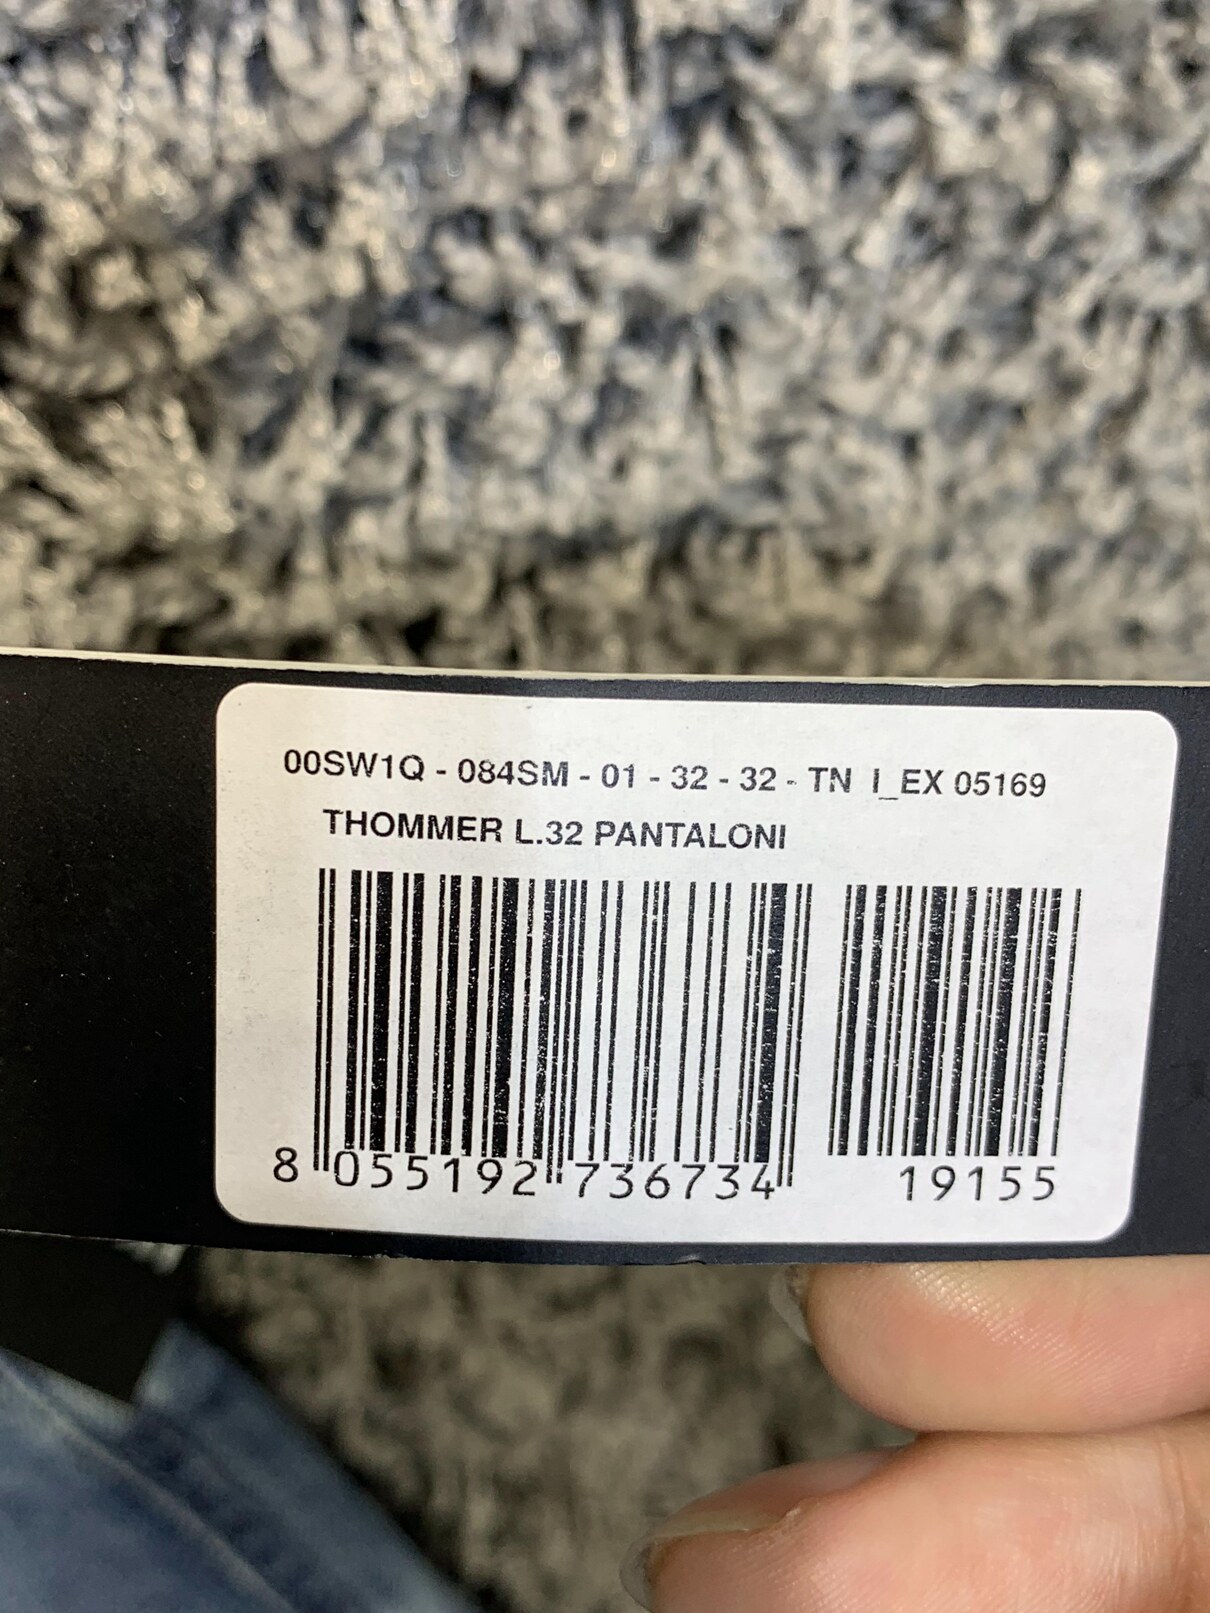 00SW1Q - 084SM - 01 - 32 - 32 - TN I_EX 05169
THOMMER L.32 PANTALONI
8 055192 736734 19155